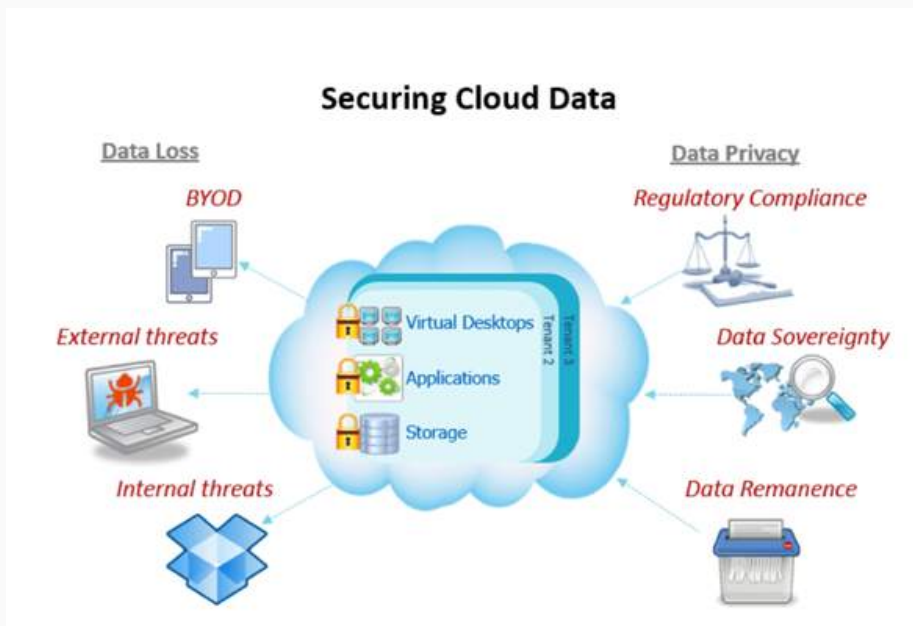 Securing Cloud Data
Data Loss
Data Privacy
BYOD
Regulatory Compliance
External threats
Virtual Desktops
Tenant 2
Tenant 3
Data Sovereignty
Applications
Storage
Internal threats
Data Remanence